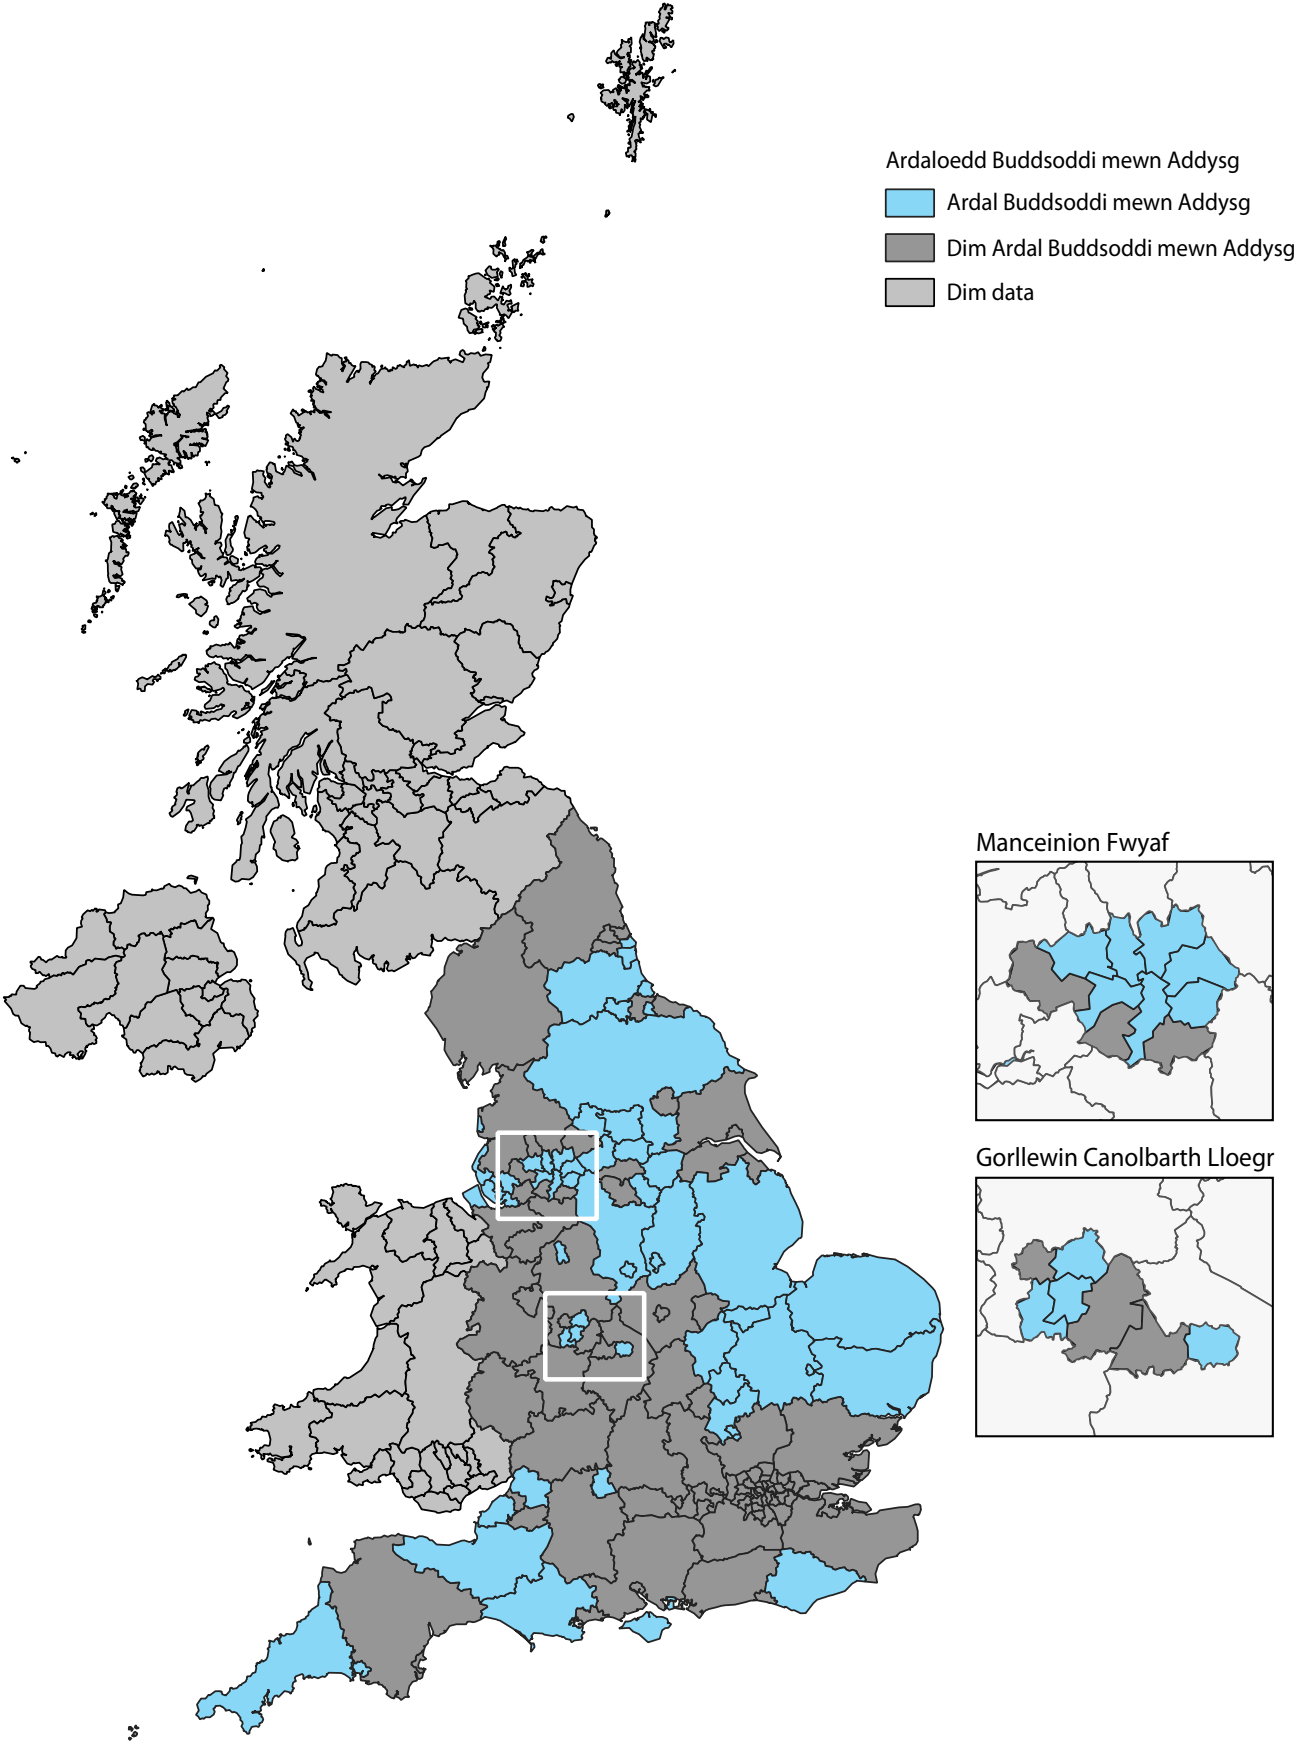 Ardaloedd Buddsoddi mewn Addysg
Ardal Buddsoddi mewn Addysg
Dim Ardal Buddsoddi mewn Addysg
Dim data
Manceinion Fwyaf
Gorllewin Canolbarth Lloegr